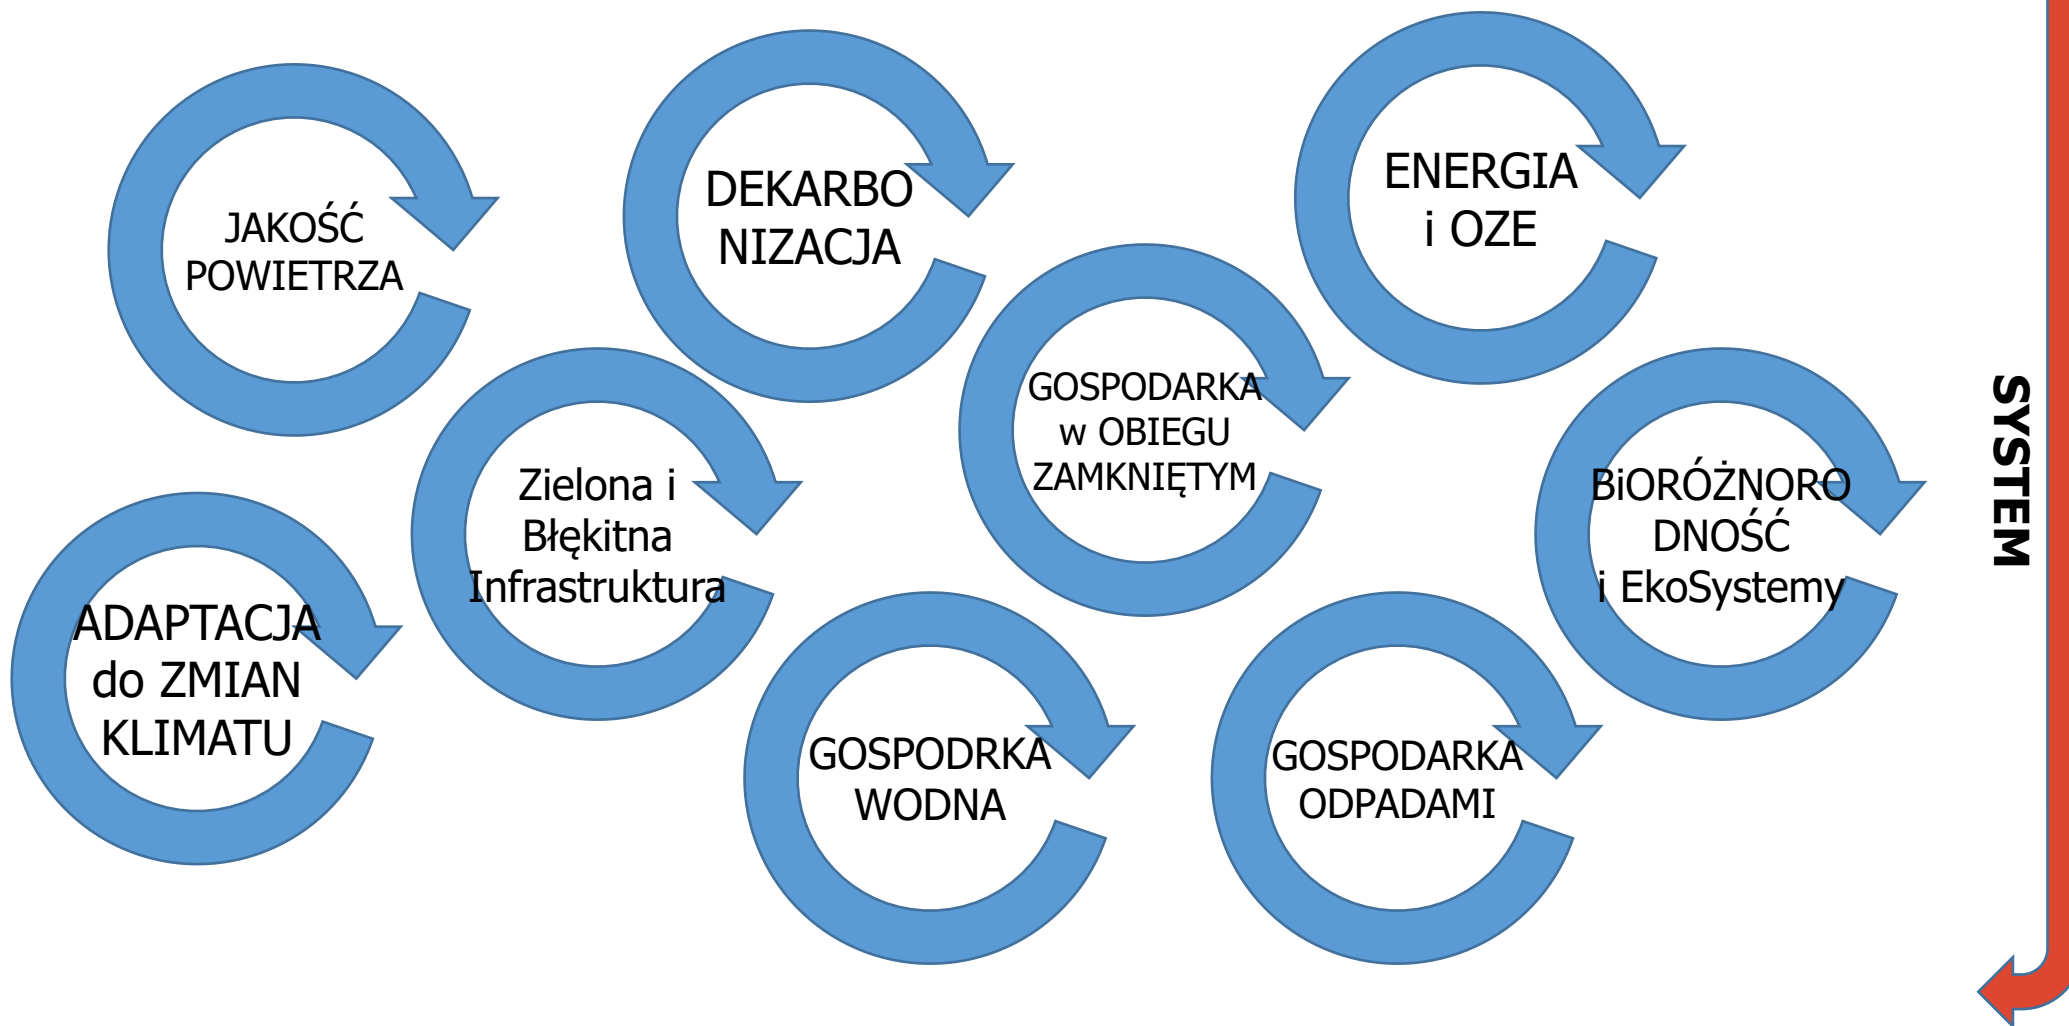 JAKOŚĆ
POWIETRZA
DEKARBO
NIZACJA
ENERGIA
i OZE
GOSPODARKA
w OBIEGU
ZAMKNIĘTYM
Zielona i
Błękitna
Infrastruktura
BiORÓŻNORO
DNOŚĆ
i EkoSystemy
ADAPTACJA
do ZMIAN
KLIMATU
GOSPODRKA
WODNA
GOSPODARKA
ODPADAMI
SYSTEM